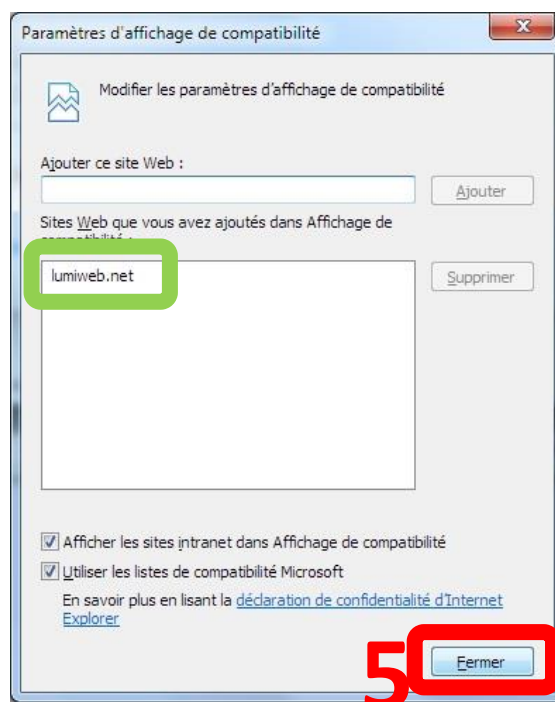 Paramètres d'affichage de compatibilité
Modifier les paramètres d'affichage de compatibilité
Ajouter ce site Web :
Ajouter
Sites Web que vous avez ajoutés dans Affichage de
compatibilité :
lumiweb.net
Supprimer
Afficher les sites intranet dans Affichage de compatibilité
Utiliser les listes de compatibilité Microsoft
En savoir plus en lisant la déclaration de confidentialité d'Internet
Explorer
5
Fermer